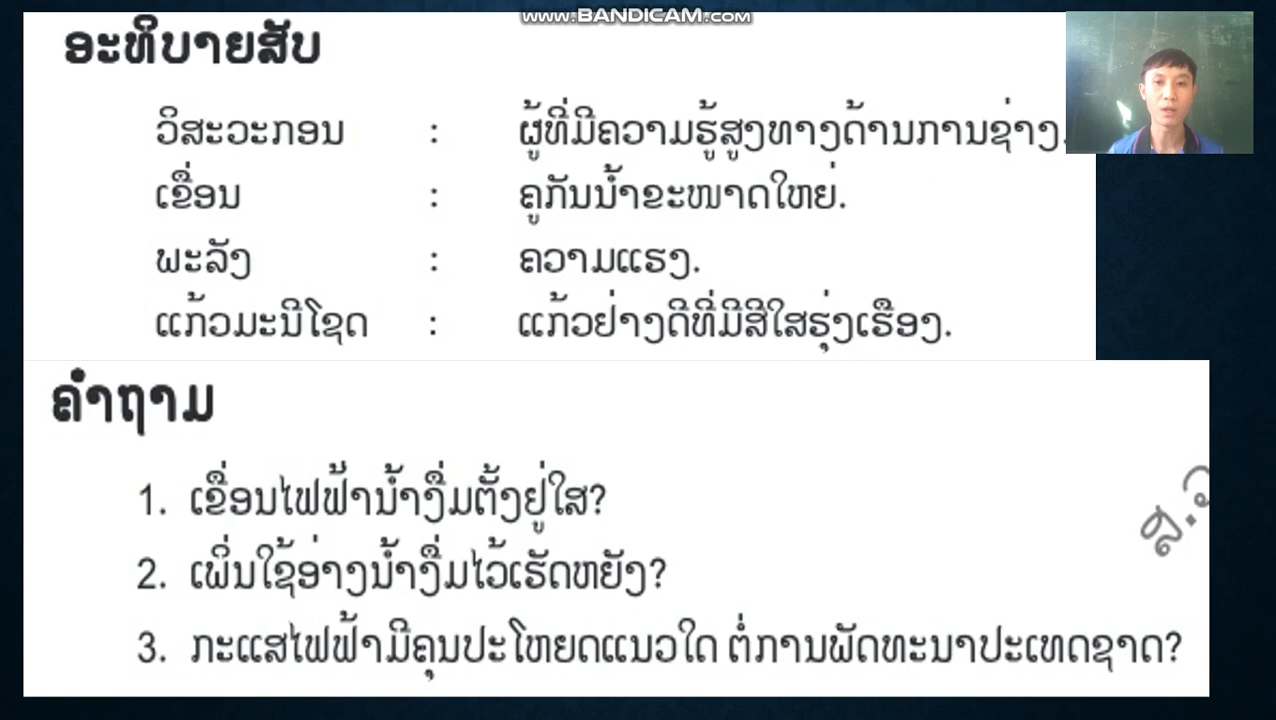 www.BANDICAM.com
ອະທິບາຍສັບ
ວິສະວະກອນ : ຜູ້ທີ່ມີຄວາມຮູ້ສູງທາງດ້ານການຊ່າງ.
ເຂື່ອນ : ຄູກັນນ້ຳຂະໜາດໃຫຍ່.
ພະລັງ : ຄວາມແຮງ.
ແກ້ວມະນີໂຊດ : ແກ້ວຢ່າງດີທີ່ມີສີໃສຮຸ່ງເຮືອງ.
ຄຳຖາມ
1. ເຂື່ອນໄຟຟ້ານ້ຳງື່ມຕັ້ງຢູ່ໃສ?
2. ເພິ່ນໃຊ້ອ່າງນ້ຳງື່ມໄວ້ເຮັດຫຍັງ?
3. ກະແສໄຟຟ້າມີຄຸນປະໂຫຍດແນວໃດ ຕໍ່ການພັດທະນາປະເທດຊາດ?